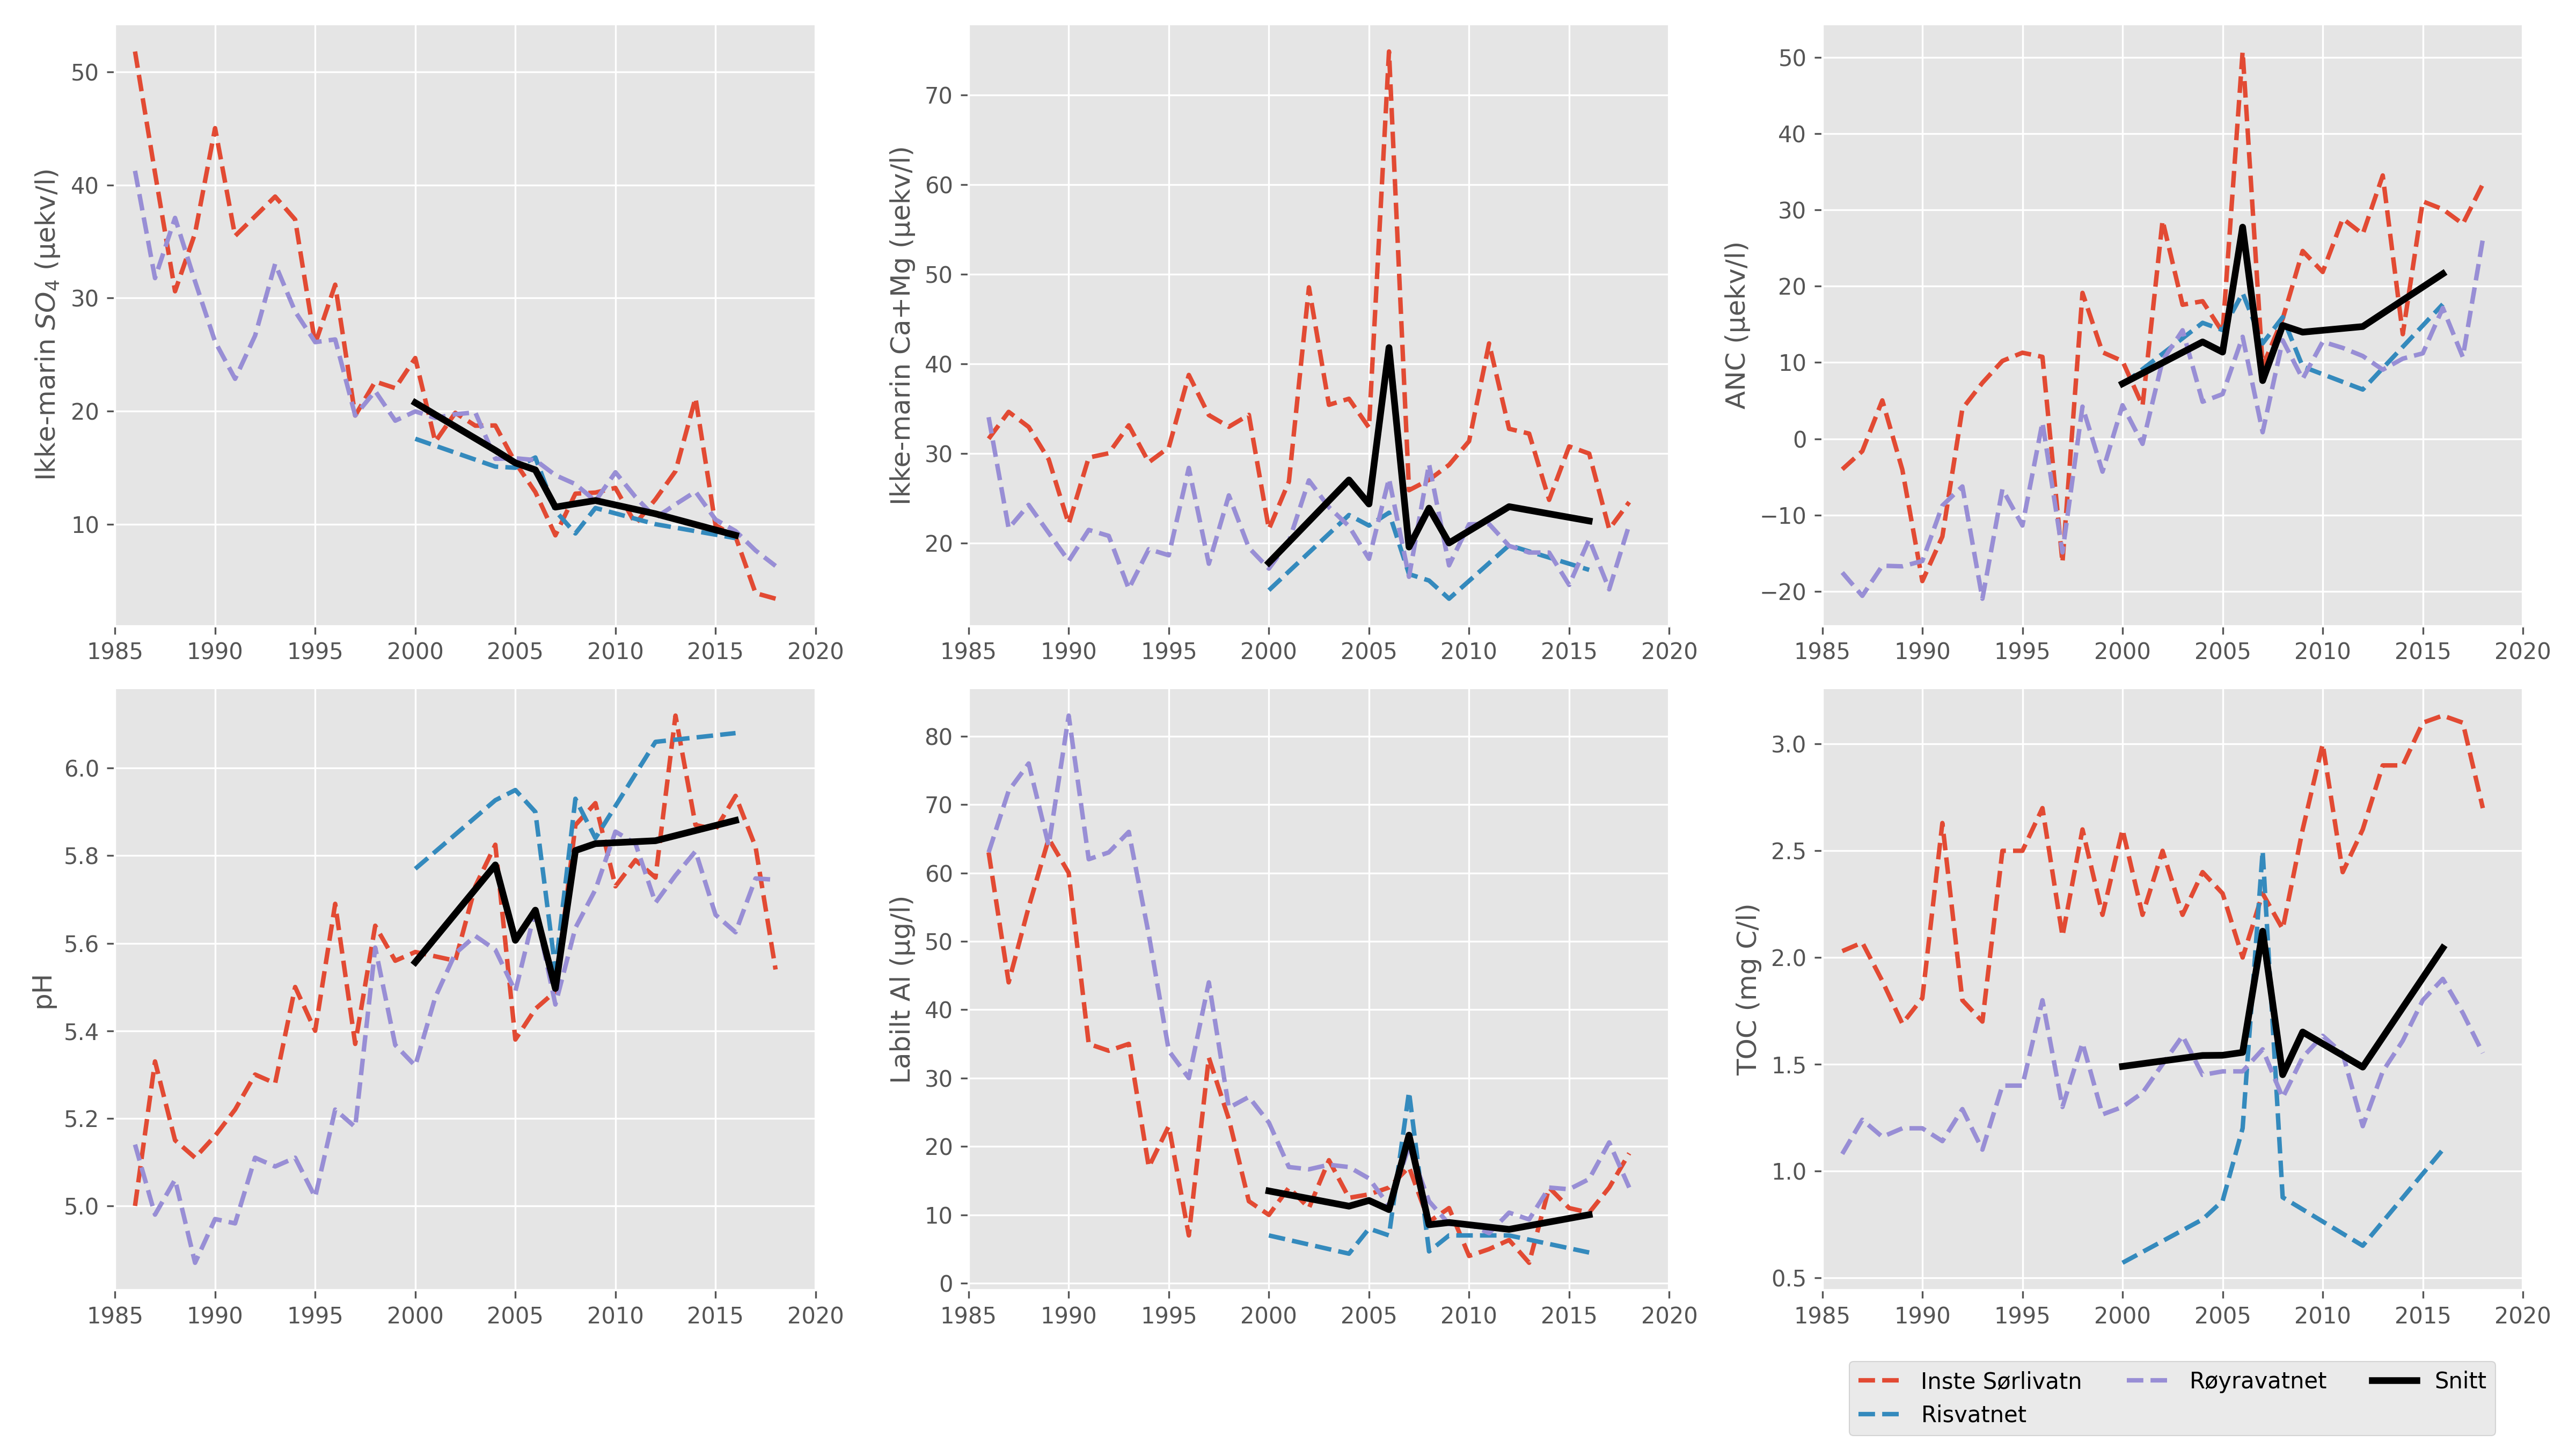 Ikke-marin SO4 (µekv/l)
50
40
30
20
10
1985 1990 1995 2000 2005 2010 2015 2020
Ikke-marin Ca+Mg (µekv/l)
70
60
50
40
30
20
1985 1990 1995 2000 2005 2010 2015 2020
ANC (µekv/l)
50
40
30
20
10
0
−10
−20
1985 1990 1995 2000 2005 2010 2015 2020
pH
6.0
5.8
5.6
5.4
5.2
5.0
1985 1990 1995 2000 2005 2010 2015 2020
Labilt Al (µg/l)
80
70
60
50
40
30
20
10
0
1985 1990 1995 2000 2005 2010 2015 2020
TOC (mg C/l)
3.0
2.5
2.0
1.5
1.0
0.5
1985 1990 1995 2000 2005 2010 2015 2020
Inste Sørlivatn Røyravatnet Snitt
Risvatnet